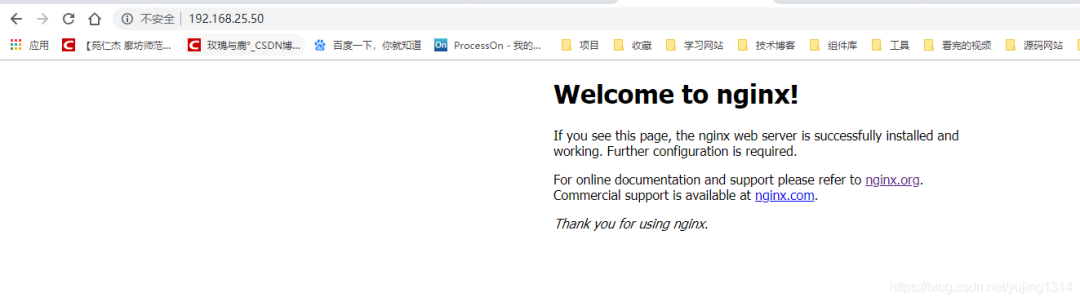 不安全 192.168.25.50
应用 【苑仁杰 廊坊师范... 玫瑰与鹿°_CSDN博... 百度一下，你就知道 On ProcessOn - 我的... 项目 收藏 学习网站 技术博客 组件库 工具 看完的视频 源码网站
Welcome to nginx!
If you see this page, the nginx web server is successfully installed and
working. Further configuration is required.
For online documentation and support please refer to nginx.org.
Commercial support is available at nginx.com.
Thank you for using nginx.
https://blog.csdn.net/yujing1314